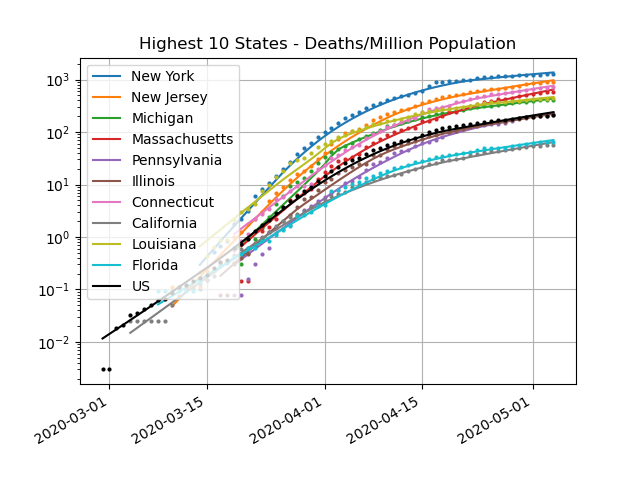 Highest 10 States - Deaths/Million Population
10³
10²
10¹
10⁰
10⁻¹
10⁻²
New York
New Jersey
Michigan
Massachusetts
Pennsylvania
Illinois
Connecticut
California
Louisiana
Florida
US
2020-03-01
2020-03-15
2020-04-01
2020-04-15
2020-05-01